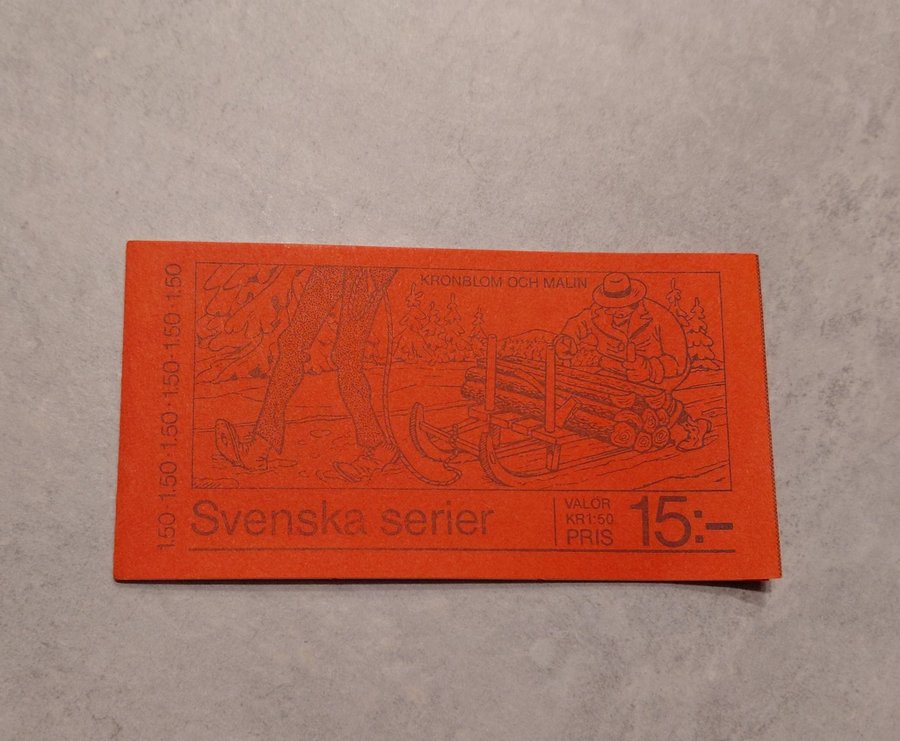 KRONBLOM OCH MALIN
1.50 1.50 · 1.50 · 1.50 1.50 1.50
Svenska serier
VALÖR
KR1:50
PRIS
15:-